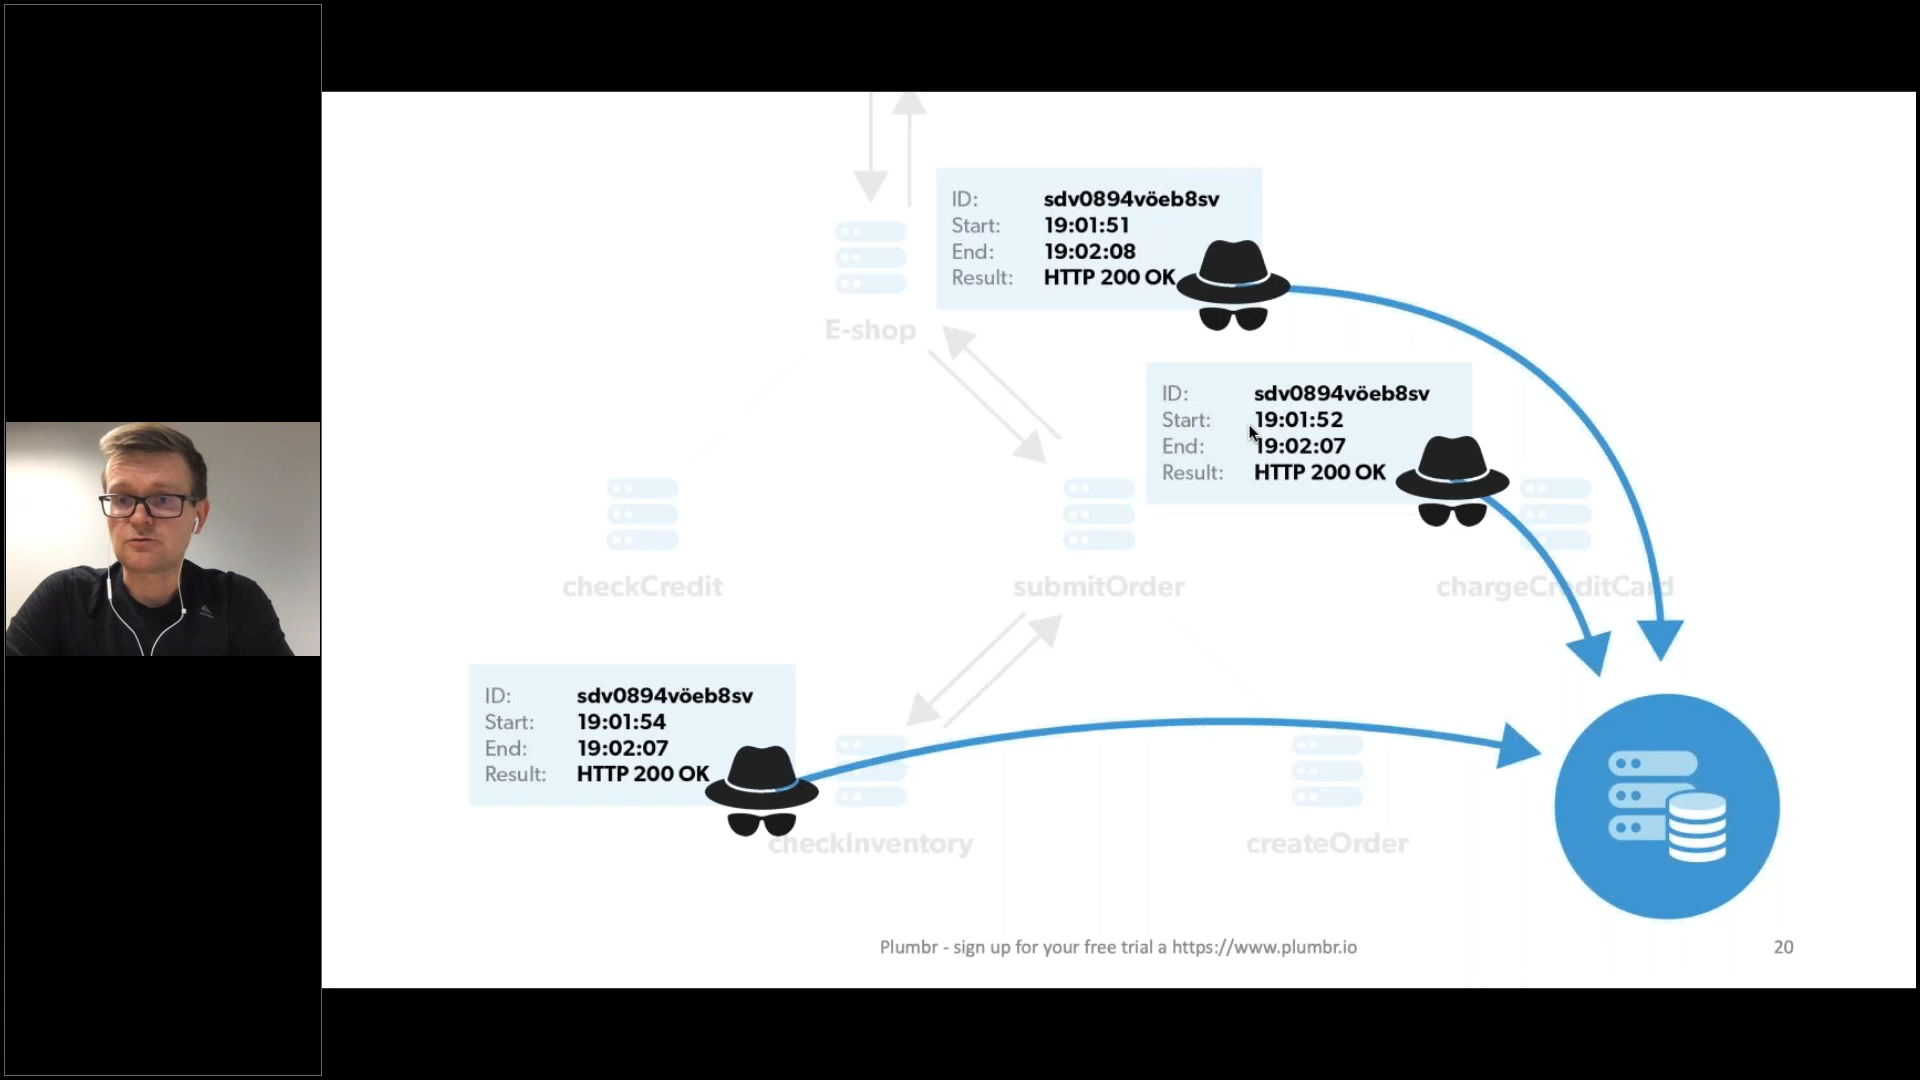 ID: sdv0894vöeb8sv
Start: 19:01:51
End: 19:02:08
Result: HTTP 200 OK
E-shop
ID: sdv0894vöeb8sv
Start: 19:01:52
End: 19:02:07
Result: HTTP 200 OK
checkCredit
submitOrder
chargeCreditCard
ID: sdv0894vöeb8sv
Start: 19:01:54
End: 19:02:07
Result: HTTP 200 OK
checkInventory
createOrder
Plumbr - sign up for your free trial a https://www.plumbr.io
20